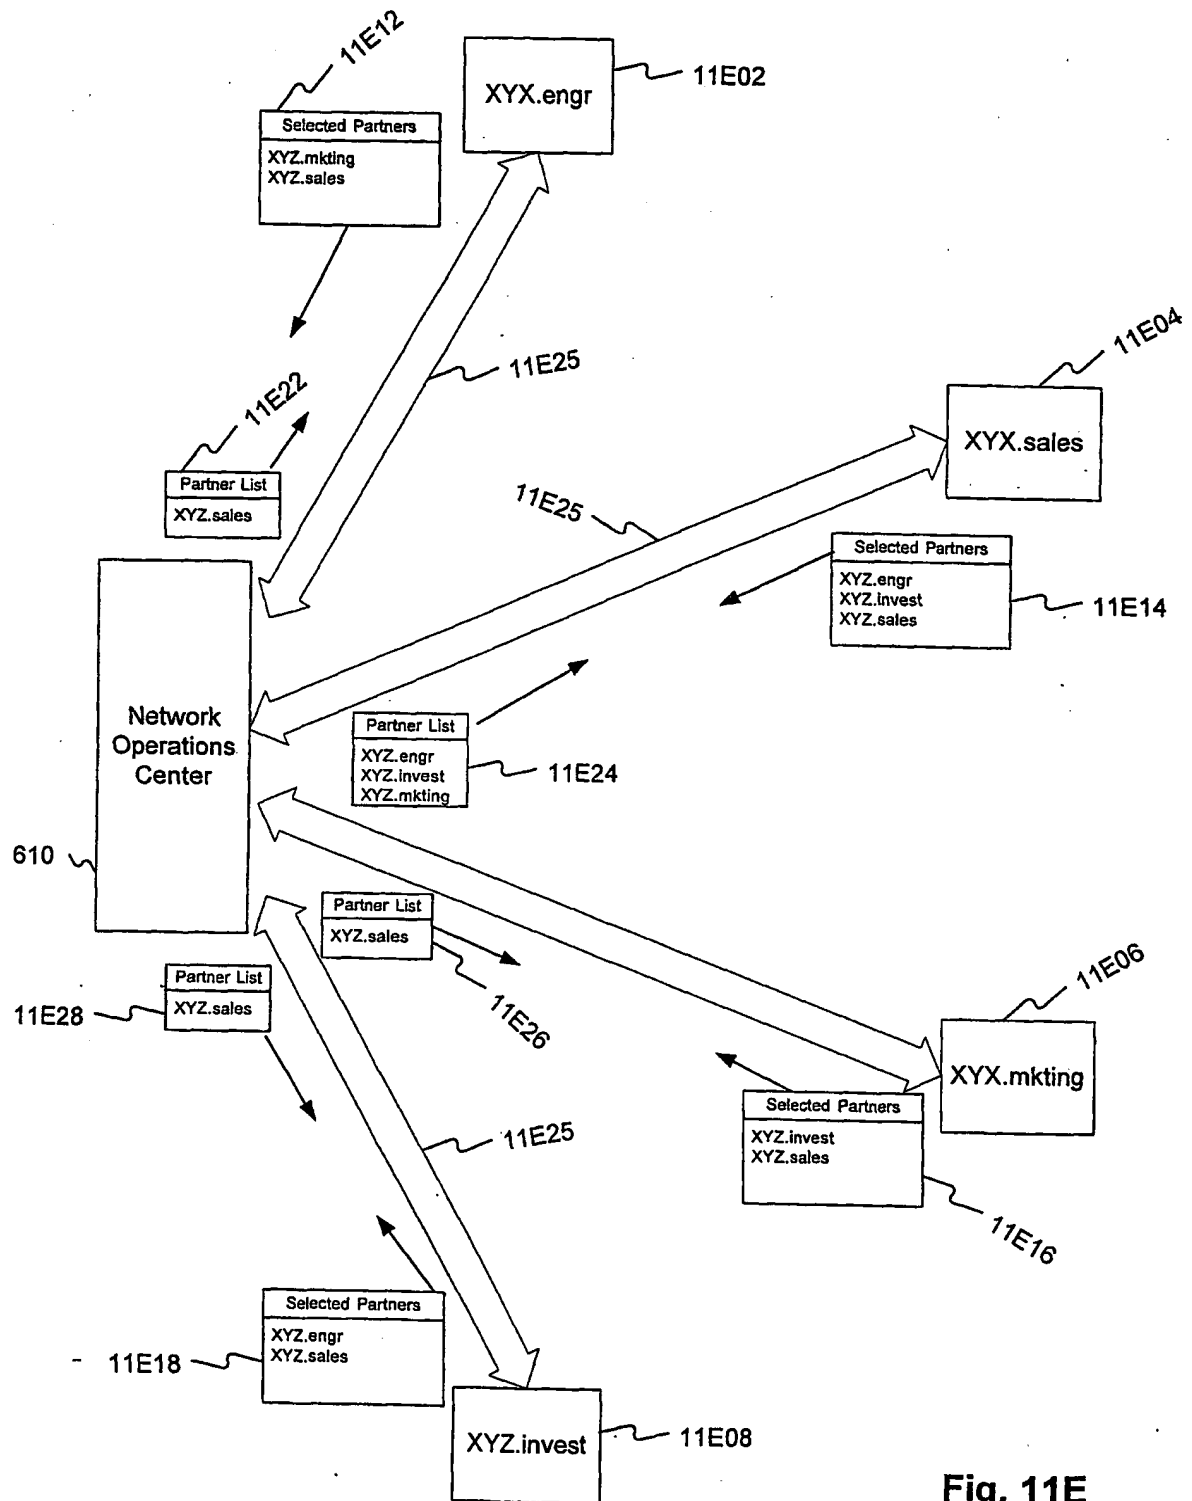 11E12
XYX.engr
11E02
Selected Partners
XYZ.mkting
XYZ.sales
11E25
11E04
11E22
XYX.sales
Partner List
XYZ.sales
11E25
Selected Partners
XYZ.engr
XYZ.invest
XYZ.sales
11E14
Network
Operations
Center
Partner List
XYZ.engr
XYZ.invest
XYZ.mkting
11E24
610
Partner List
XYZ.sales
11E26
Partner List
XYZ.sales
11E28
11E06
XYX.mkting
Selected Partners
XYZ.invest
XYZ.sales
11E16
11E25
Selected Partners
XYZ.engr
XYZ.sales
11E18
XYZ.invest
11E08
Fig. 11E